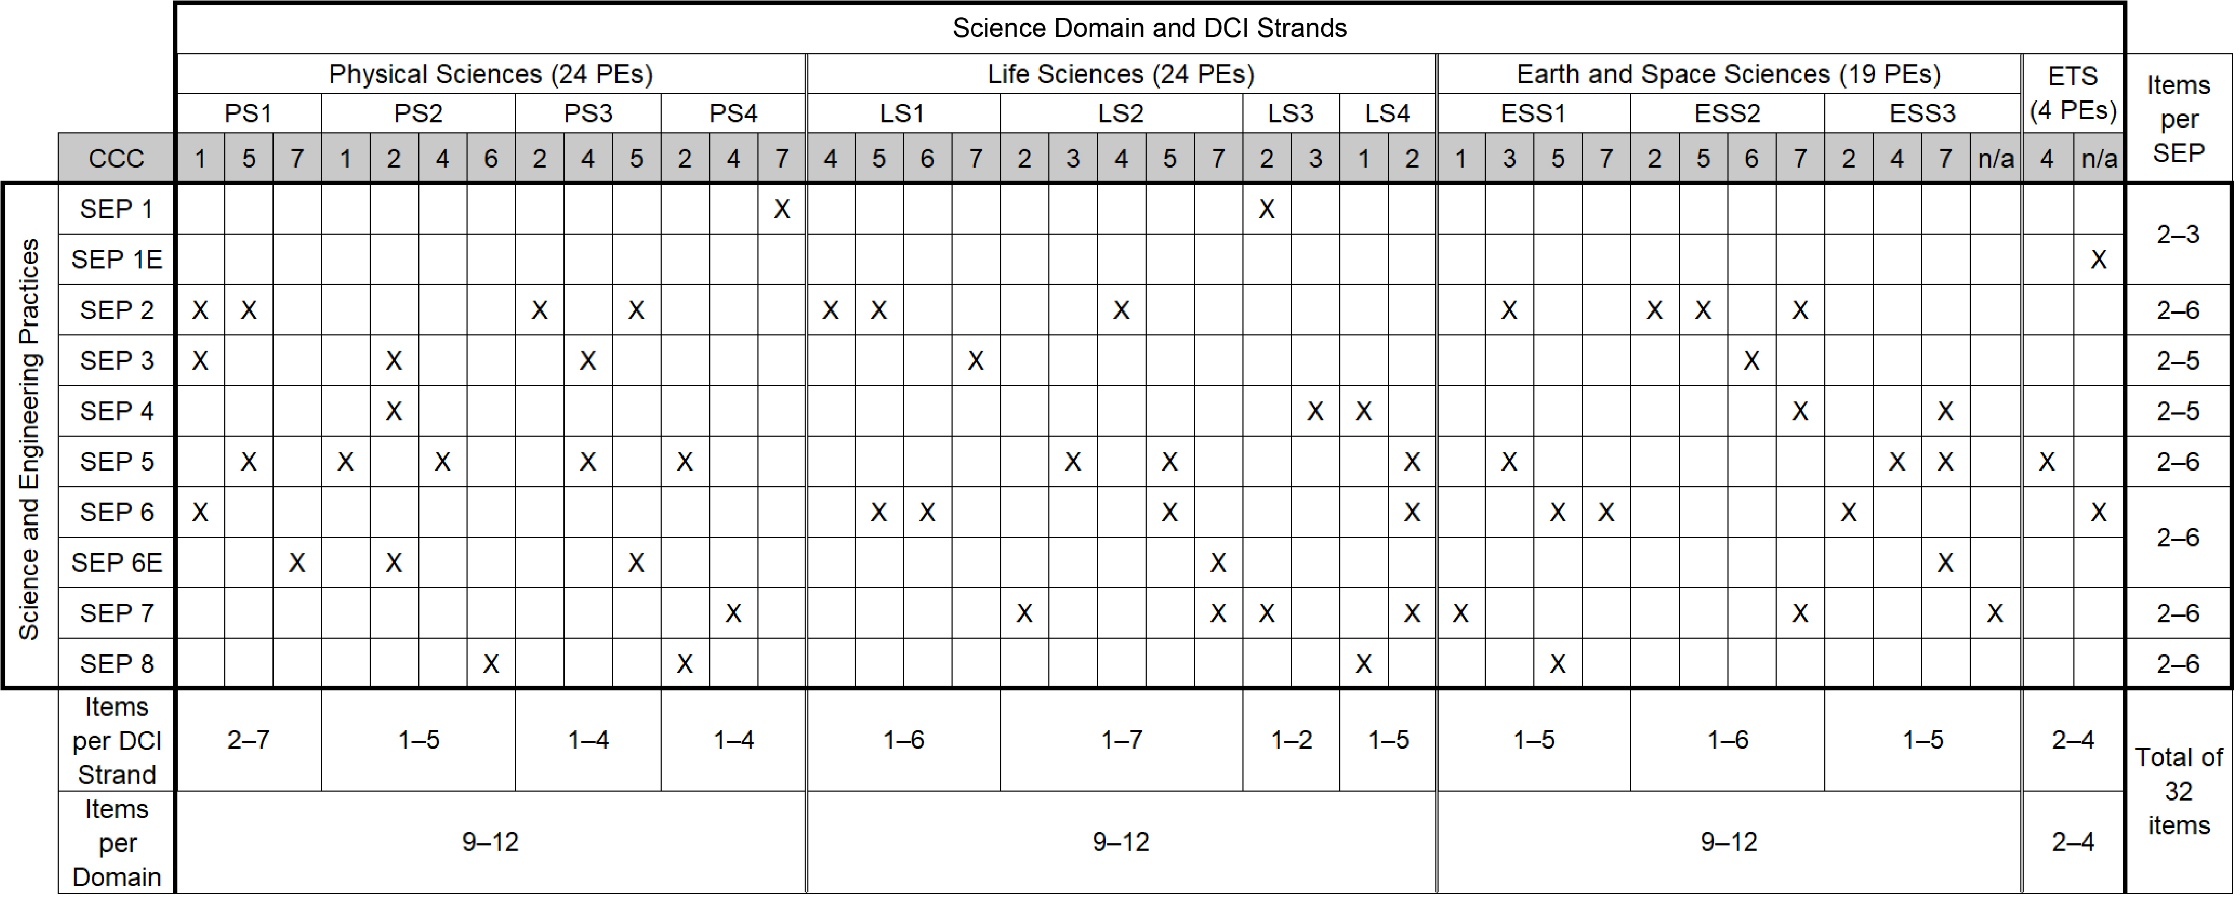 Science Domain and DCI Strands
Physical Sciences (24 PEs) Life Sciences (24 PEs) Earth and Space Sciences (19 PEs) ETS (4 PEs) Items per SEP
PS1 PS2 PS3 PS4 LS1 LS2 LS3 LS4 ESS1 ESS2 ESS3
CCC 1 5 7 1 2 4 6 2 4 5 2 4 7 4 5 6 7 2 3 4 5 7 2 3 1 2 1 3 5 7 2 5 6 7 2 4 7 n/a 4 n/a
Science and Engineering Practices
SEP 1 X X 2–3
SEP 1E X
SEP 2 X X X X X X X X X X X 2–6
SEP 3 X X X X X 2–5
SEP 4 X X X X X 2–5
SEP 5 X X X X X X X X X X X X 2–6
SEP 6 X X X X X X X X X 2–6
SEP 6E X X X X X
SEP 7 X X X X X X X X 2–6
SEP 8 X X X X 2–6
Items per DCI Strand 2–7 1–5 1–4 1–4 1–6 1–7 1–2 1–5 1–5 1–6 1–5 2–4 Total of 32 items
Items per Domain 9–12 9–12 9–12 2–4